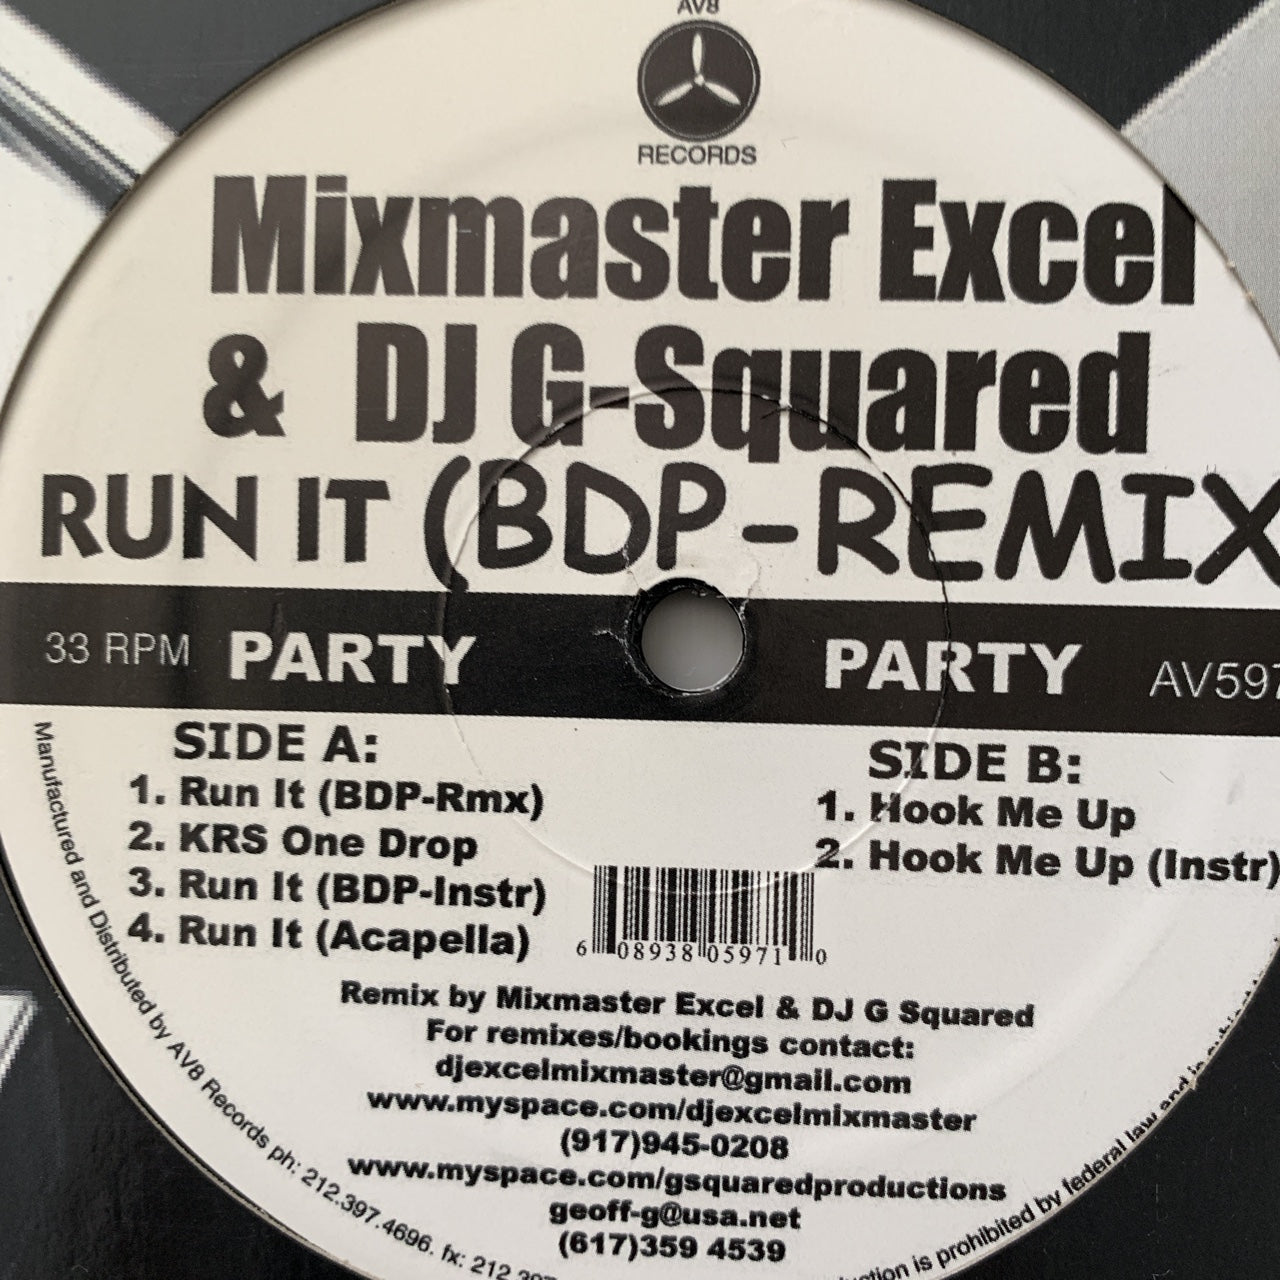 AV8
RECORDS
Mixmaster Excel
& DJ G-Squared
RUN IT (BDP-REMIX
33 RPM PARTY PARTY AV597
SIDE A:
1. Run It (BDP-Rmx)
2. KRS One Drop
3. Run It (BDP-Instr)
4. Run It (Acapella)
SIDE B:
1. Hook Me Up
2. Hook Me Up (Instr)
6 08938 05971 0
Remix by Mixmaster Excel & DJ G Squared
For remixes/bookings contact:
djexcelmixmaster@gmail.com
www.myspace.com/djexcelmixmaster
(917)945-0208
www.myspace.com/gsquaredproductions
geoff-g@usa.net
(617)359 4539
Manufactured and Distributed by AV8 Records ph: 212.397.4696. fx: 212
is prohibited by federal law and